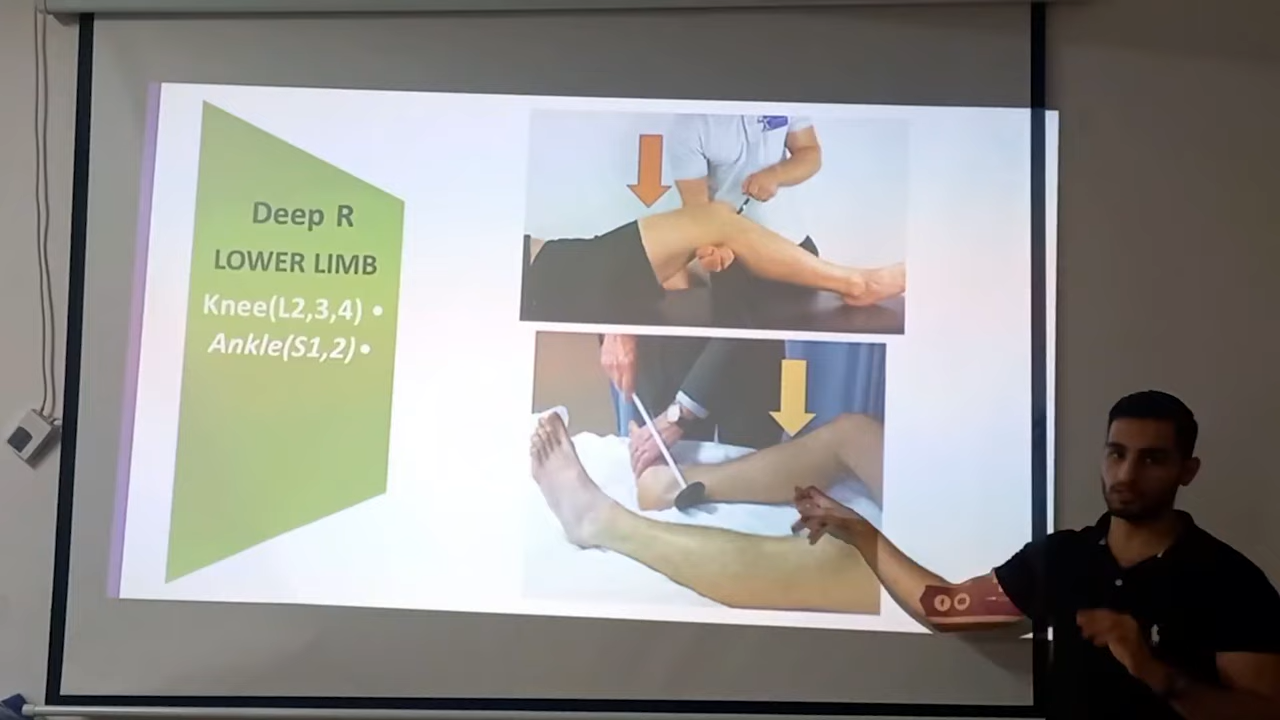 Deep R
LOWER LIMB
Knee(L2,3,4) •
Ankle(S1,2) •